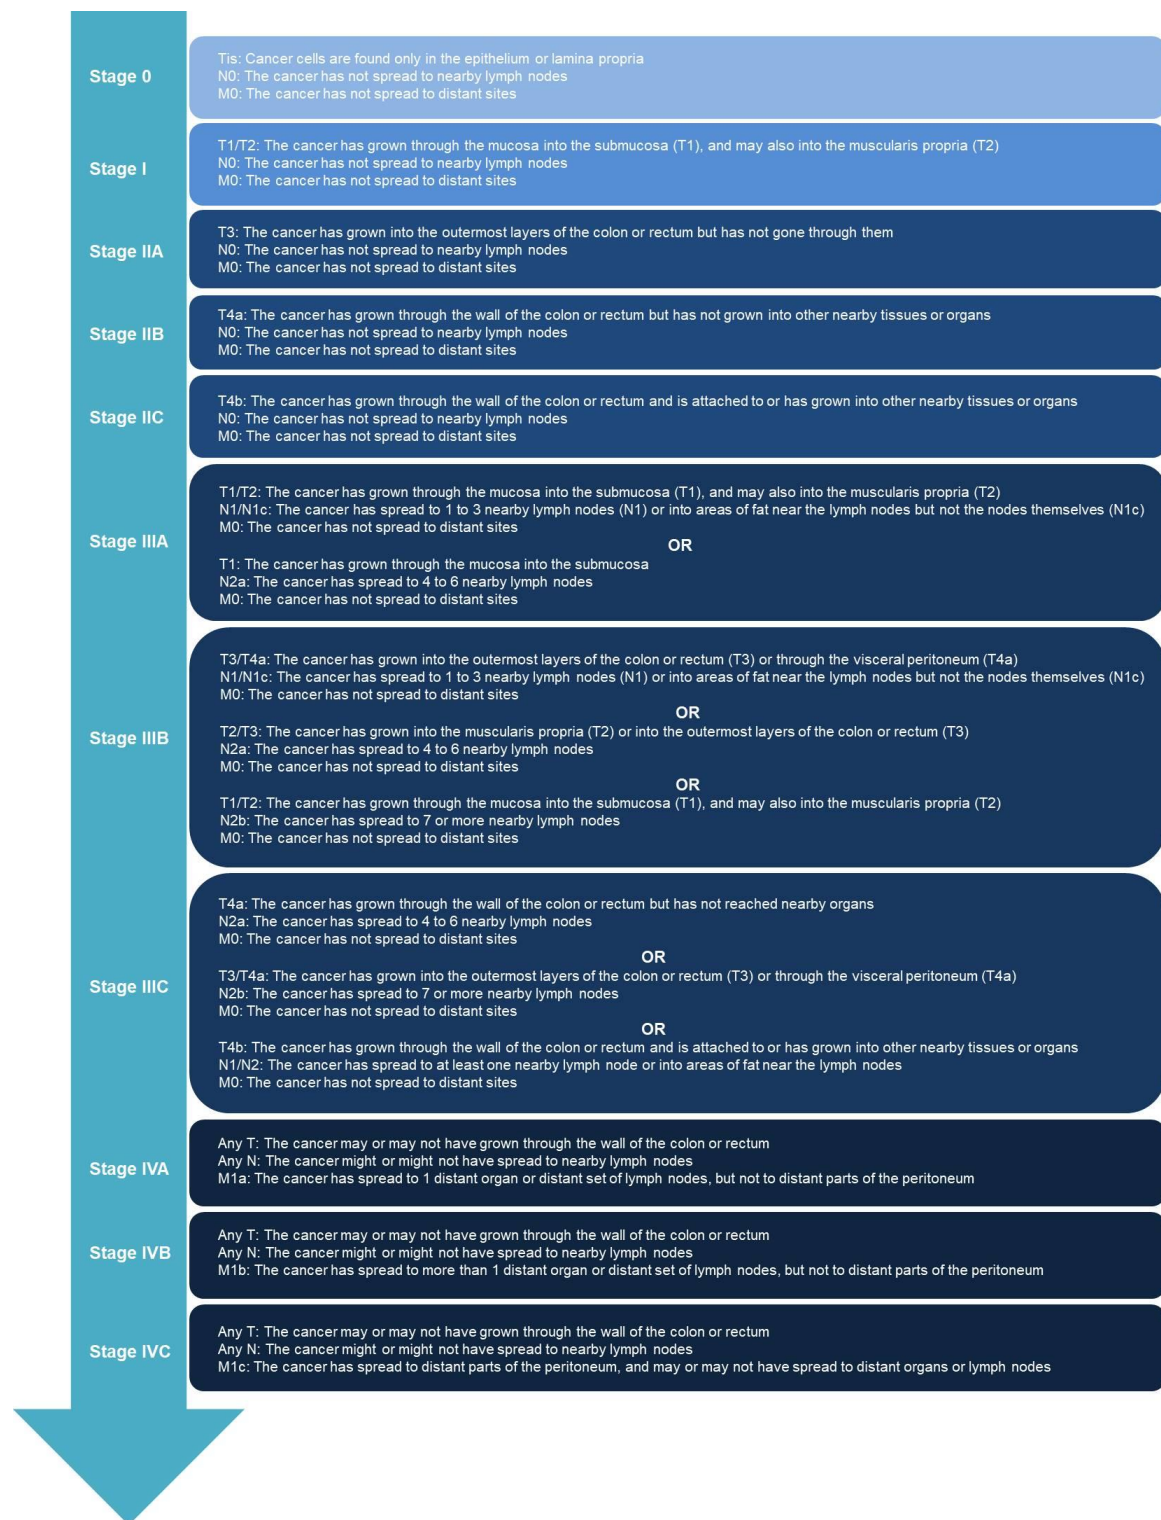 Stage 0
Tis: Cancer cells are found only in the epithelium or lamina propria
N0: The cancer has not spread to nearby lymph nodes
M0: The cancer has not spread to distant sites
Stage I
T1/T2: The cancer has grown through the mucosa into the submucosa (T1), and may also into the muscularis propria (T2)
N0: The cancer has not spread to nearby lymph nodes
M0: The cancer has not spread to distant sites
Stage IIA
T3: The cancer has grown into the outermost layers of the colon or rectum but has not gone through them
N0: The cancer has not spread to nearby lymph nodes
M0: The cancer has not spread to distant sites
Stage IIB
T4a: The cancer has grown through the wall of the colon or rectum but has not grown into other nearby tissues or organs
N0: The cancer has not spread to nearby lymph nodes
M0: The cancer has not spread to distant sites
Stage IIC
T4b: The cancer has grown through the wall of the colon or rectum and is attached to or has grown into other nearby tissues or organs
N0: The cancer has not spread to nearby lymph nodes
M0: The cancer has not spread to distant sites
Stage IIIA
T1/T2: The cancer has grown through the mucosa into the submucosa (T1), and may also into the muscularis propria (T2)
N1/N1c: The cancer has spread to 1 to 3 nearby lymph nodes (N1) or into areas of fat near the lymph nodes but not the nodes themselves (N1c)
M0: The cancer has not spread to distant sites
OR
T1: The cancer has grown through the mucosa into the submucosa
N2a: The cancer has spread to 4 to 6 nearby lymph nodes
M0: The cancer has not spread to distant sites
Stage IIIB
T3/T4a: The cancer has grown into the outermost layers of the colon or rectum (T3) or through the visceral peritoneum (T4a)
N1/N1c: The cancer has spread to 1 to 3 nearby lymph nodes (N1) or into areas of fat near the lymph nodes but not the nodes themselves (N1c)
M0: The cancer has not spread to distant sites
OR
T2/T3: The cancer has grown into the muscularis propria (T2) or into the outermost layers of the colon or rectum (T3)
N2a: The cancer has spread to 4 to 6 nearby lymph nodes
M0: The cancer has not spread to distant sites
OR
T1/T2: The cancer has grown through the mucosa into the submucosa (T1), and may also into the muscularis propria (T2)
N2b: The cancer has spread to 7 or more nearby lymph nodes
M0: The cancer has not spread to distant sites
Stage IIIC
T4a: The cancer has grown through the wall of the colon or rectum but has not reached nearby organs
N2a: The cancer has spread to 4 to 6 nearby lymph nodes
M0: The cancer has not spread to distant sites
OR
T3/T4a: The cancer has grown into the outermost layers of the colon or rectum (T3) or through the visceral peritoneum (T4a)
N2b: The cancer has spread to 7 or more nearby lymph nodes
M0: The cancer has not spread to distant sites
OR
T4b: The cancer has grown through the wall of the colon or rectum and is attached to or has grown into other nearby tissues or organs
N1/N2: The cancer has spread to at least one nearby lymph node or into areas of fat near the lymph nodes
M0: The cancer has not spread to distant sites
Stage IVA
Any T: The cancer may or may not have grown through the wall of the colon or rectum
Any N: The cancer might or might not have spread to nearby lymph nodes
M1a: The cancer has spread to 1 distant organ or distant set of lymph nodes, but not to distant parts of the peritoneum
Stage IVB
Any T: The cancer may or may not have grown through the wall of the colon or rectum
Any N: The cancer might or might not have spread to nearby lymph nodes
M1b: The cancer has spread to more than 1 distant organ or distant set of lymph nodes, but not to distant parts of the peritoneum
Stage IVC
Any T: The cancer may or may not have grown through the wall of the colon or rectum
Any N: The cancer might or might not have spread to nearby lymph nodes
M1c: The cancer has spread to distant parts of the peritoneum, and may or may not have spread to distant organs or lymph nodes